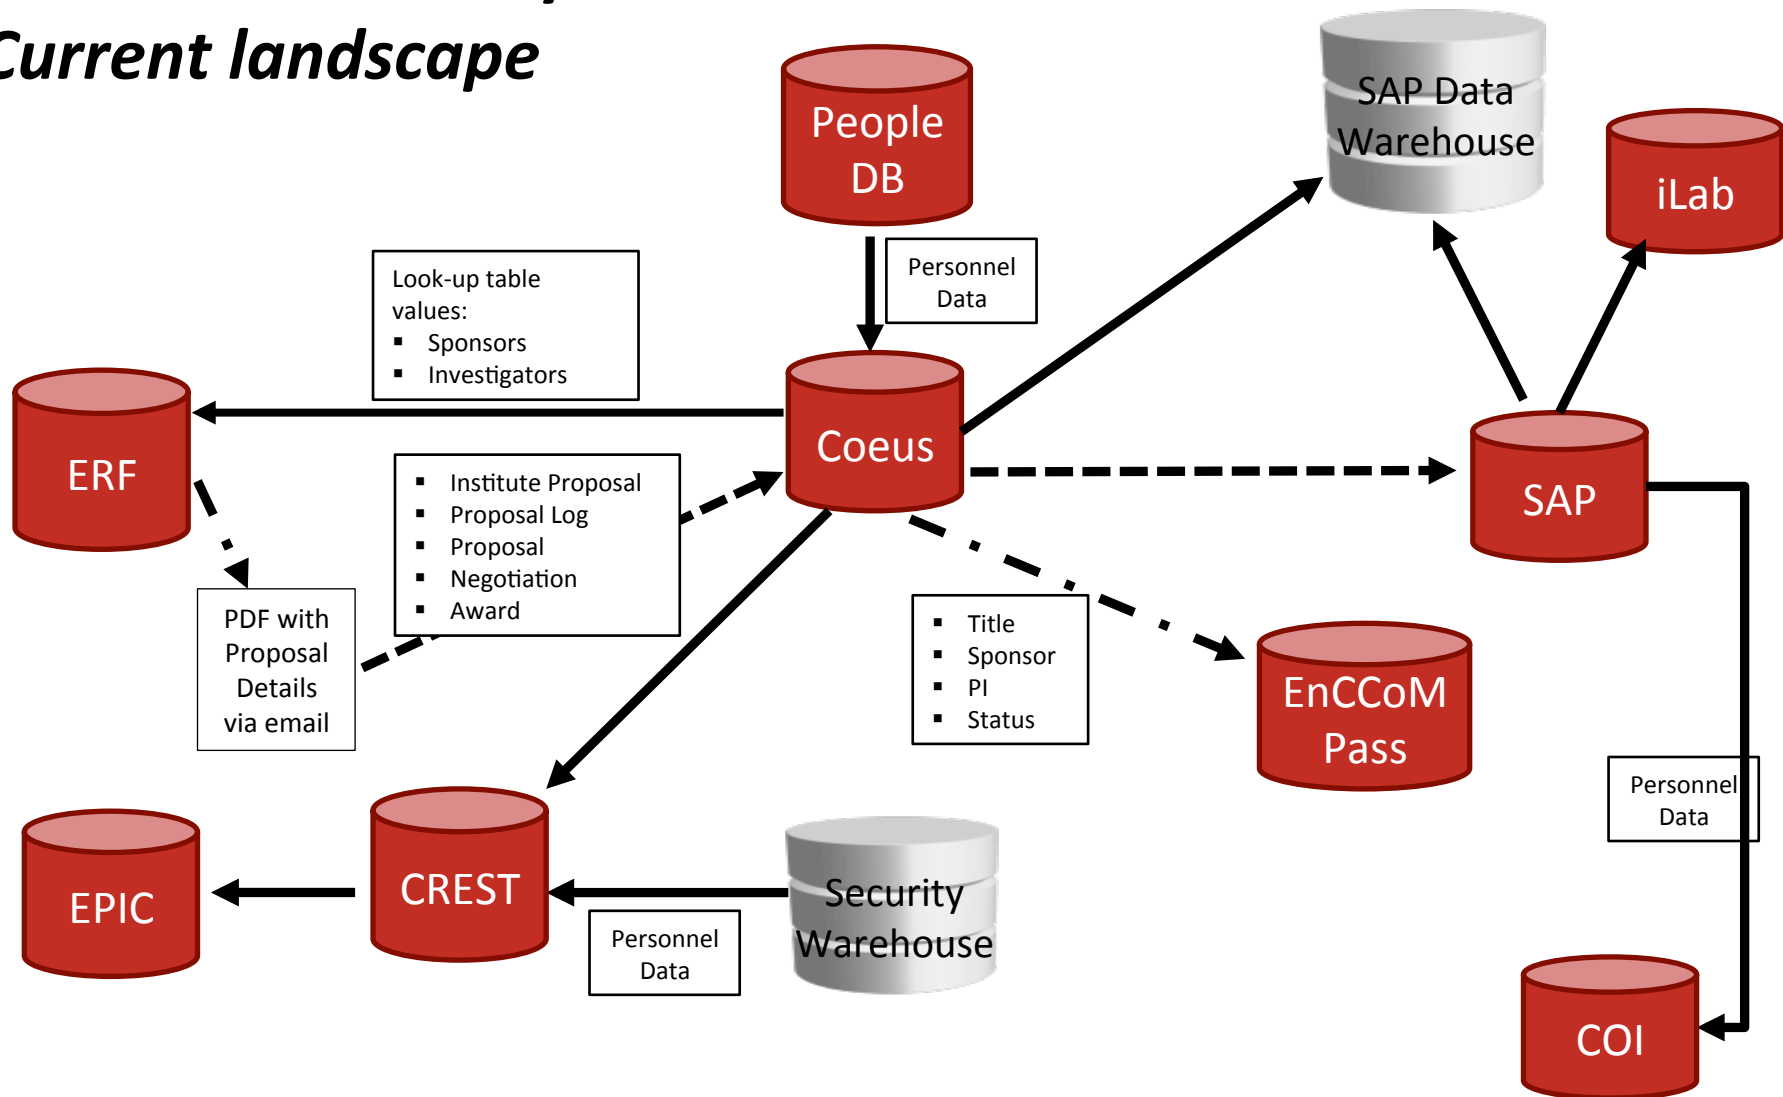 Current landscape
People
DB
SAP Data
Warehouse
iLab
Personnel
Data
Look-up table
values:
▪ Sponsors
▪ Investigators
ERF
Coeus
▪ Institute Proposal
▪ Proposal Log
▪ Proposal
▪ Negotiation
▪ Award
SAP
PDF with
Proposal
Details
via email
▪ Title
▪ Sponsor
▪ PI
▪ Status
EnCCoM
Pass
Personnel
Data
EPIC
CREST
Security
Warehouse
Personnel
Data
COI